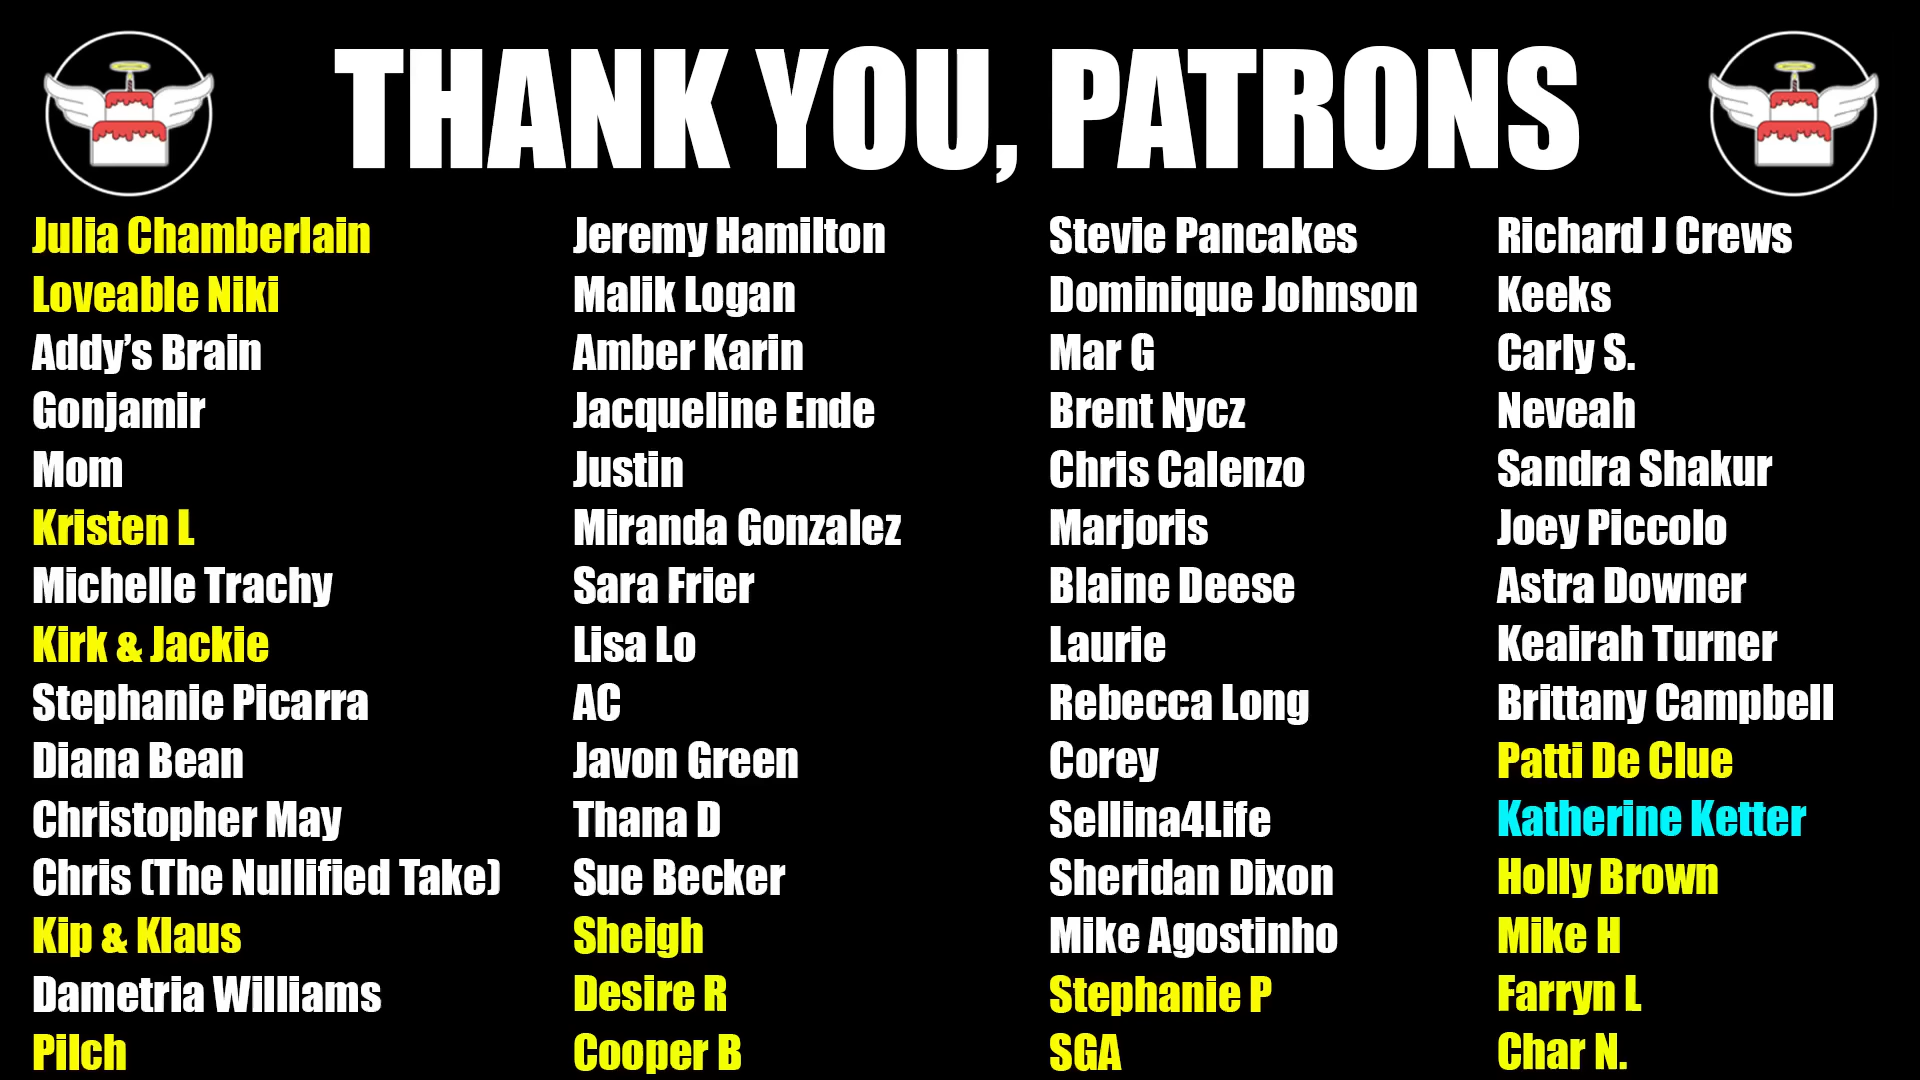 THANK YOU, PATRONS
Julia Chamberlain
Loveable Niki
Addy’s Brain
Gonjamir
Mom
Kristen L
Michelle Trachy
Kirk & Jackie
Stephanie Picarra
Diana Bean
Christopher May
Chris (The Nullified Take)
Kip & Klaus
Dametria Williams
Pilch
Jeremy Hamilton
Malik Logan
Amber Karin
Jacqueline Ende
Justin
Miranda Gonzalez
Sara Frier
Lisa Lo
AC
Javon Green
Thana D
Sue Becker
Sheigh
Desire R
Cooper B
Stevie Pancakes
Dominique Johnson
Mar G
Brent Nycz
Chris Calenzo
Marjoris
Blaine Deese
Laurie
Rebecca Long
Corey
Sellina4Life
Sheridan Dixon
Mike Agostinho
Stephanie P
SGA
Richard J Crews
Keeks
Carly S.
Neveah
Sandra Shakur
Joey Piccolo
Astra Downer
Keairah Turner
Brittany Campbell
Patti De Clue
Katherine Ketter
Holly Brown
Mike H
Farryn L
Char N.